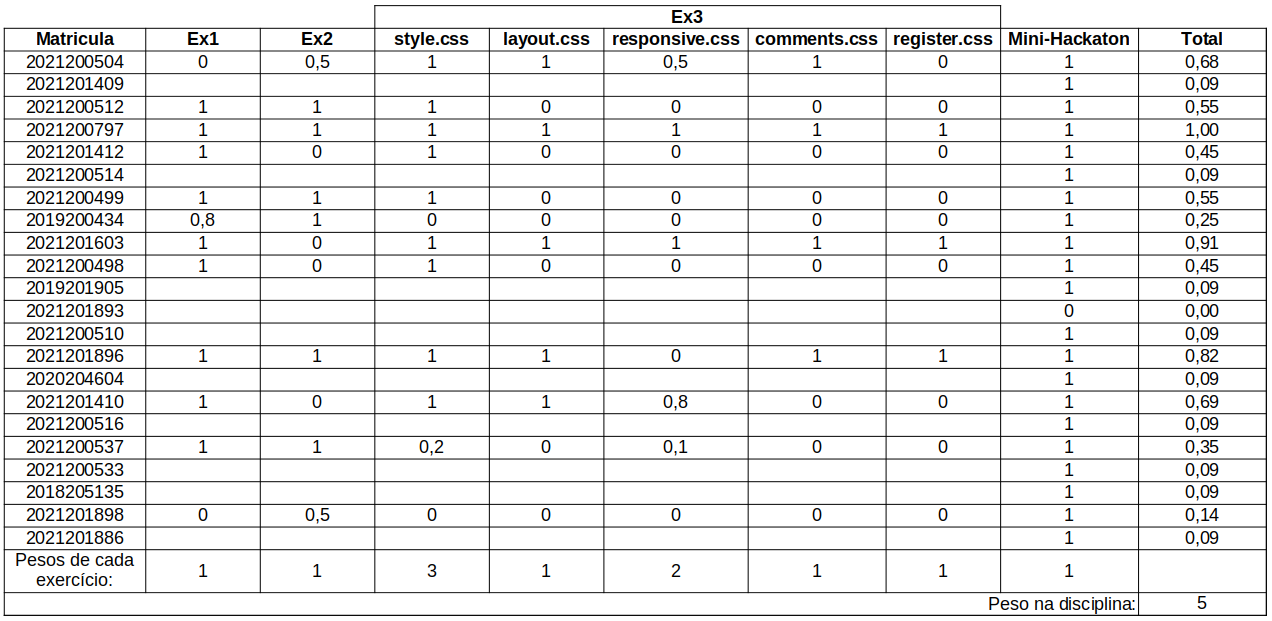 Ex3
Matricula Ex1 Ex2 style.css layout.css responsive.css comments.css register.css Mini-Hackaton Total
2021200504 0 0,5 1 1 0,5 1 0 1 0,68
2021201409 1 0,09
2021200512 1 1 1 0 0 0 0 1 0,55
2021200797 1 1 1 1 1 1 1 1 1,00
2021201412 1 0 1 0 0 0 0 1 0,45
2021200514 1 0,09
2021200499 1 1 1 0 0 0 0 1 0,55
2019200434 0,8 1 0 0 0 0 0 1 0,25
2021201603 1 0 1 1 1 1 1 1 0,91
2021200498 1 0 1 0 0 0 0 1 0,45
2019201905 1 0,09
2021201893 0 0,00
2021200510 1 0,09
2021201896 1 1 1 1 0 1 1 1 0,82
2020204604 1 0,09
2021201410 1 0 1 1 0,8 0 0 1 0,69
2021200516 1 0,09
2021200537 1 1 0,2 0 0,1 0 0 1 0,35
2021200533 1 0,09
2018205135 1 0,09
2021201898 0 0,5 0 0 0 0 0 1 0,14
2021201886 1 0,09
Pesos de cada
exercício: 1 1 3 1 2 1 1 1
Peso na disciplina: 5